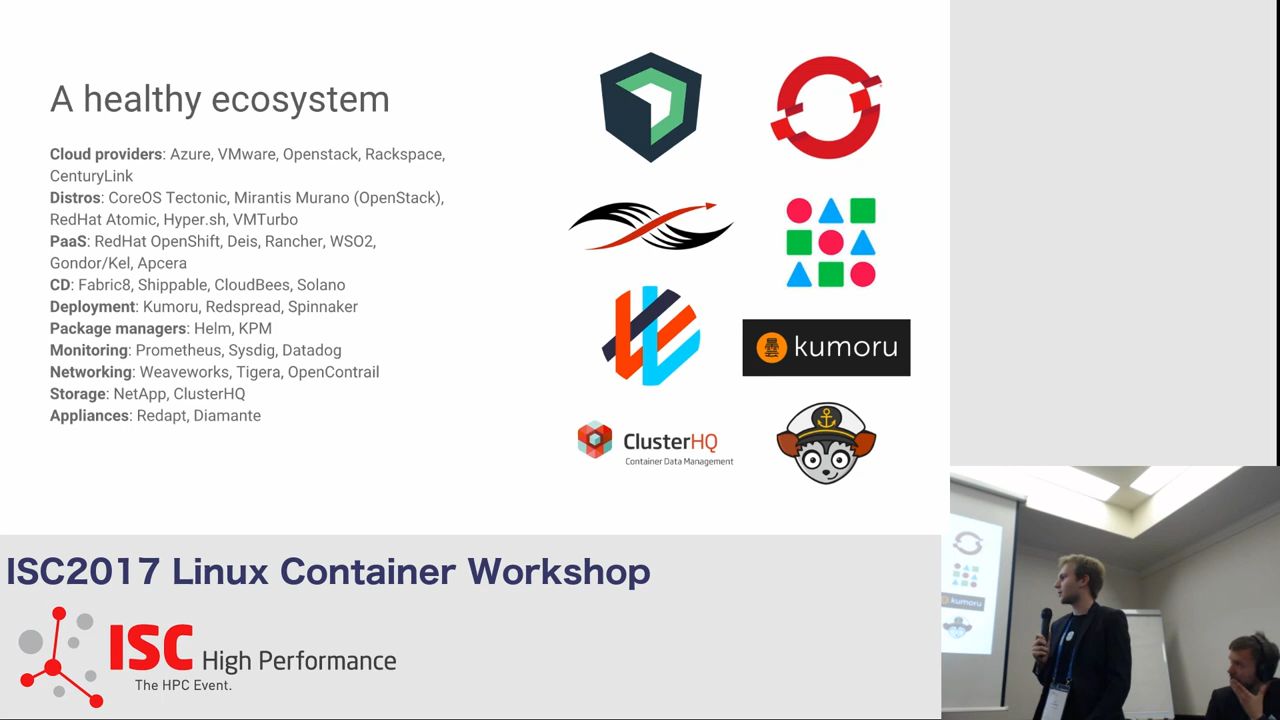 A healthy ecosystem
Cloud providers: Azure, VMware, Openstack, Rackspace,
CenturyLink
Distros: CoreOS Tectonic, Mirantis Murano (OpenStack),
RedHat Atomic, Hyper.sh, VMTurbo
PaaS: RedHat OpenShift, Deis, Rancher, WSO2,
Gondor/Kel, Apcera
CD: Fabric8, Shippable, CloudBees, Solano
Deployment: Kumoru, Redspread, Spinnaker
Package managers: Helm, KPM
Monitoring: Prometheus, Sysdig, Datadog
Networking: Weaveworks, Tigera, OpenContrail
Storage: NetApp, ClusterHQ
Appliances: Redapt, Diamante
kumoru
ClusterHQ
Container Data Management
ISC2017 Linux Container Workshop
ISC High Performance
The HPC Event.
kumoru